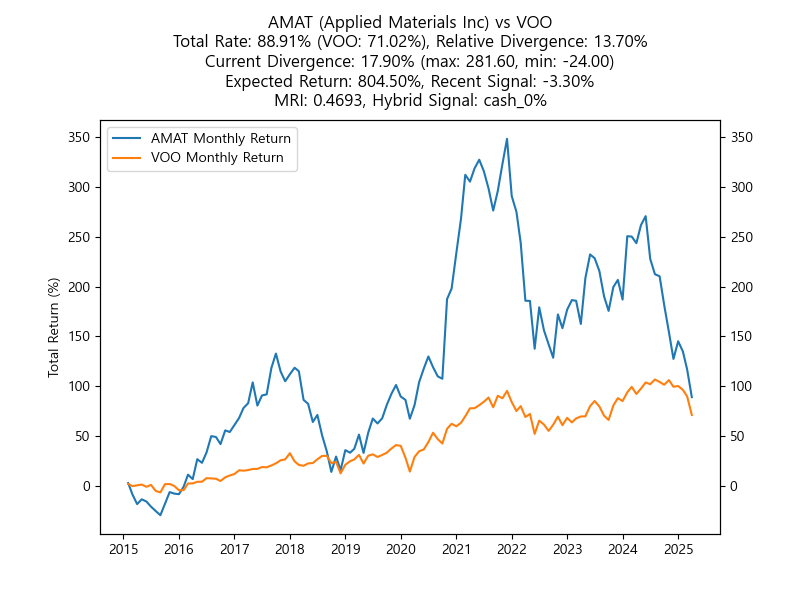 AMAT (Applied Materials Inc) vs VOO
Total Rate: 88.91% (VOO: 71.02%), Relative Divergence: 13.70%
Current Divergence: 17.90% (max: 281.60, min: -24.00)
Expected Return: 804.50%, Recent Signal: -3.30%
MRI: 0.4693, Hybrid Signal: cash_0%
AMAT Monthly Return
VOO Monthly Return
Total Return (%)
350
300
250
200
150
100
50
0
350
300
250
200
150
100
50
0
2015 2016 2017 2018 2019 2020 2021 2022 2023 2024 2025